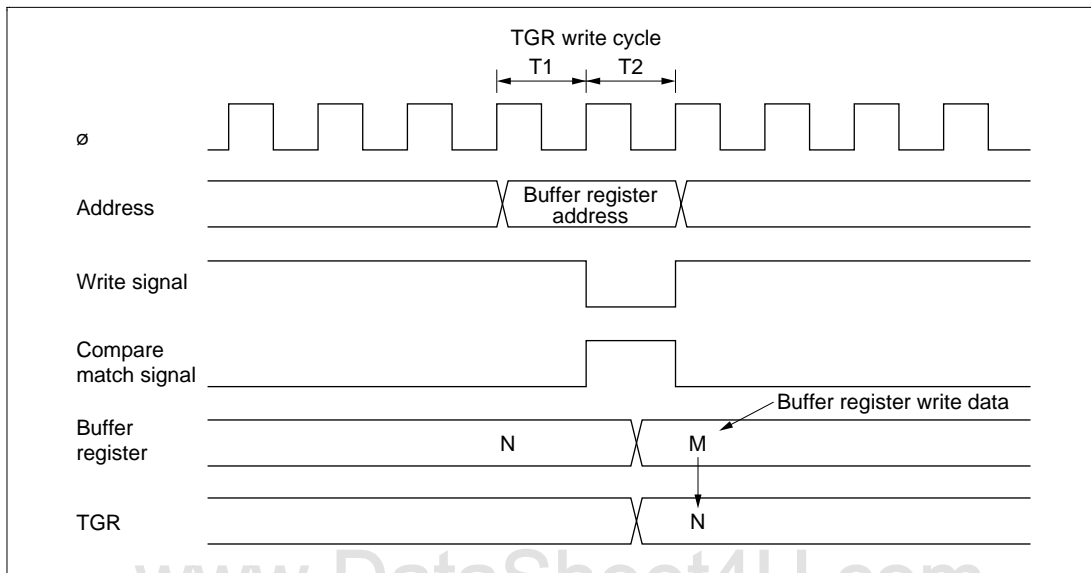 TGR write cycle
T1 T2
ø
Address
Buffer register
address
Write signal
Compare
match signal
Buffer register write data
Buffer
register
N M
TGR
N
www.DataSheet4U.com